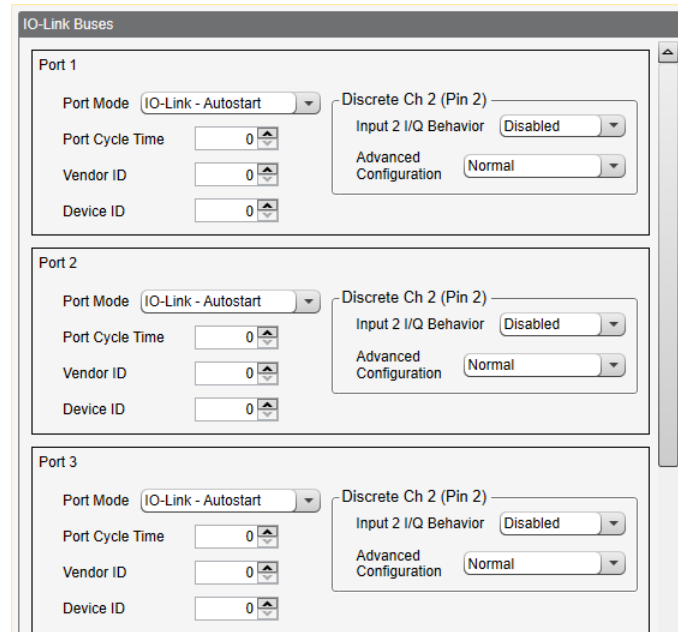 IO-Link Buses
Port 1
Port Mode IO-Link - Autostart
Port Cycle Time 0
Vendor ID 0
Device ID 0
Discrete Ch 2 (Pin 2)
Input 2 I/Q Behavior Disabled
Advanced
Configuration Normal
Port 2
Port Mode IO-Link - Autostart
Port Cycle Time 0
Vendor ID 0
Device ID 0
Discrete Ch 2 (Pin 2)
Input 2 I/Q Behavior Disabled
Advanced
Configuration Normal
Port 3
Port Mode IO-Link - Autostart
Port Cycle Time 0
Vendor ID 0
Device ID 0
Discrete Ch 2 (Pin 2)
Input 2 I/Q Behavior Disabled
Advanced
Configuration Normal